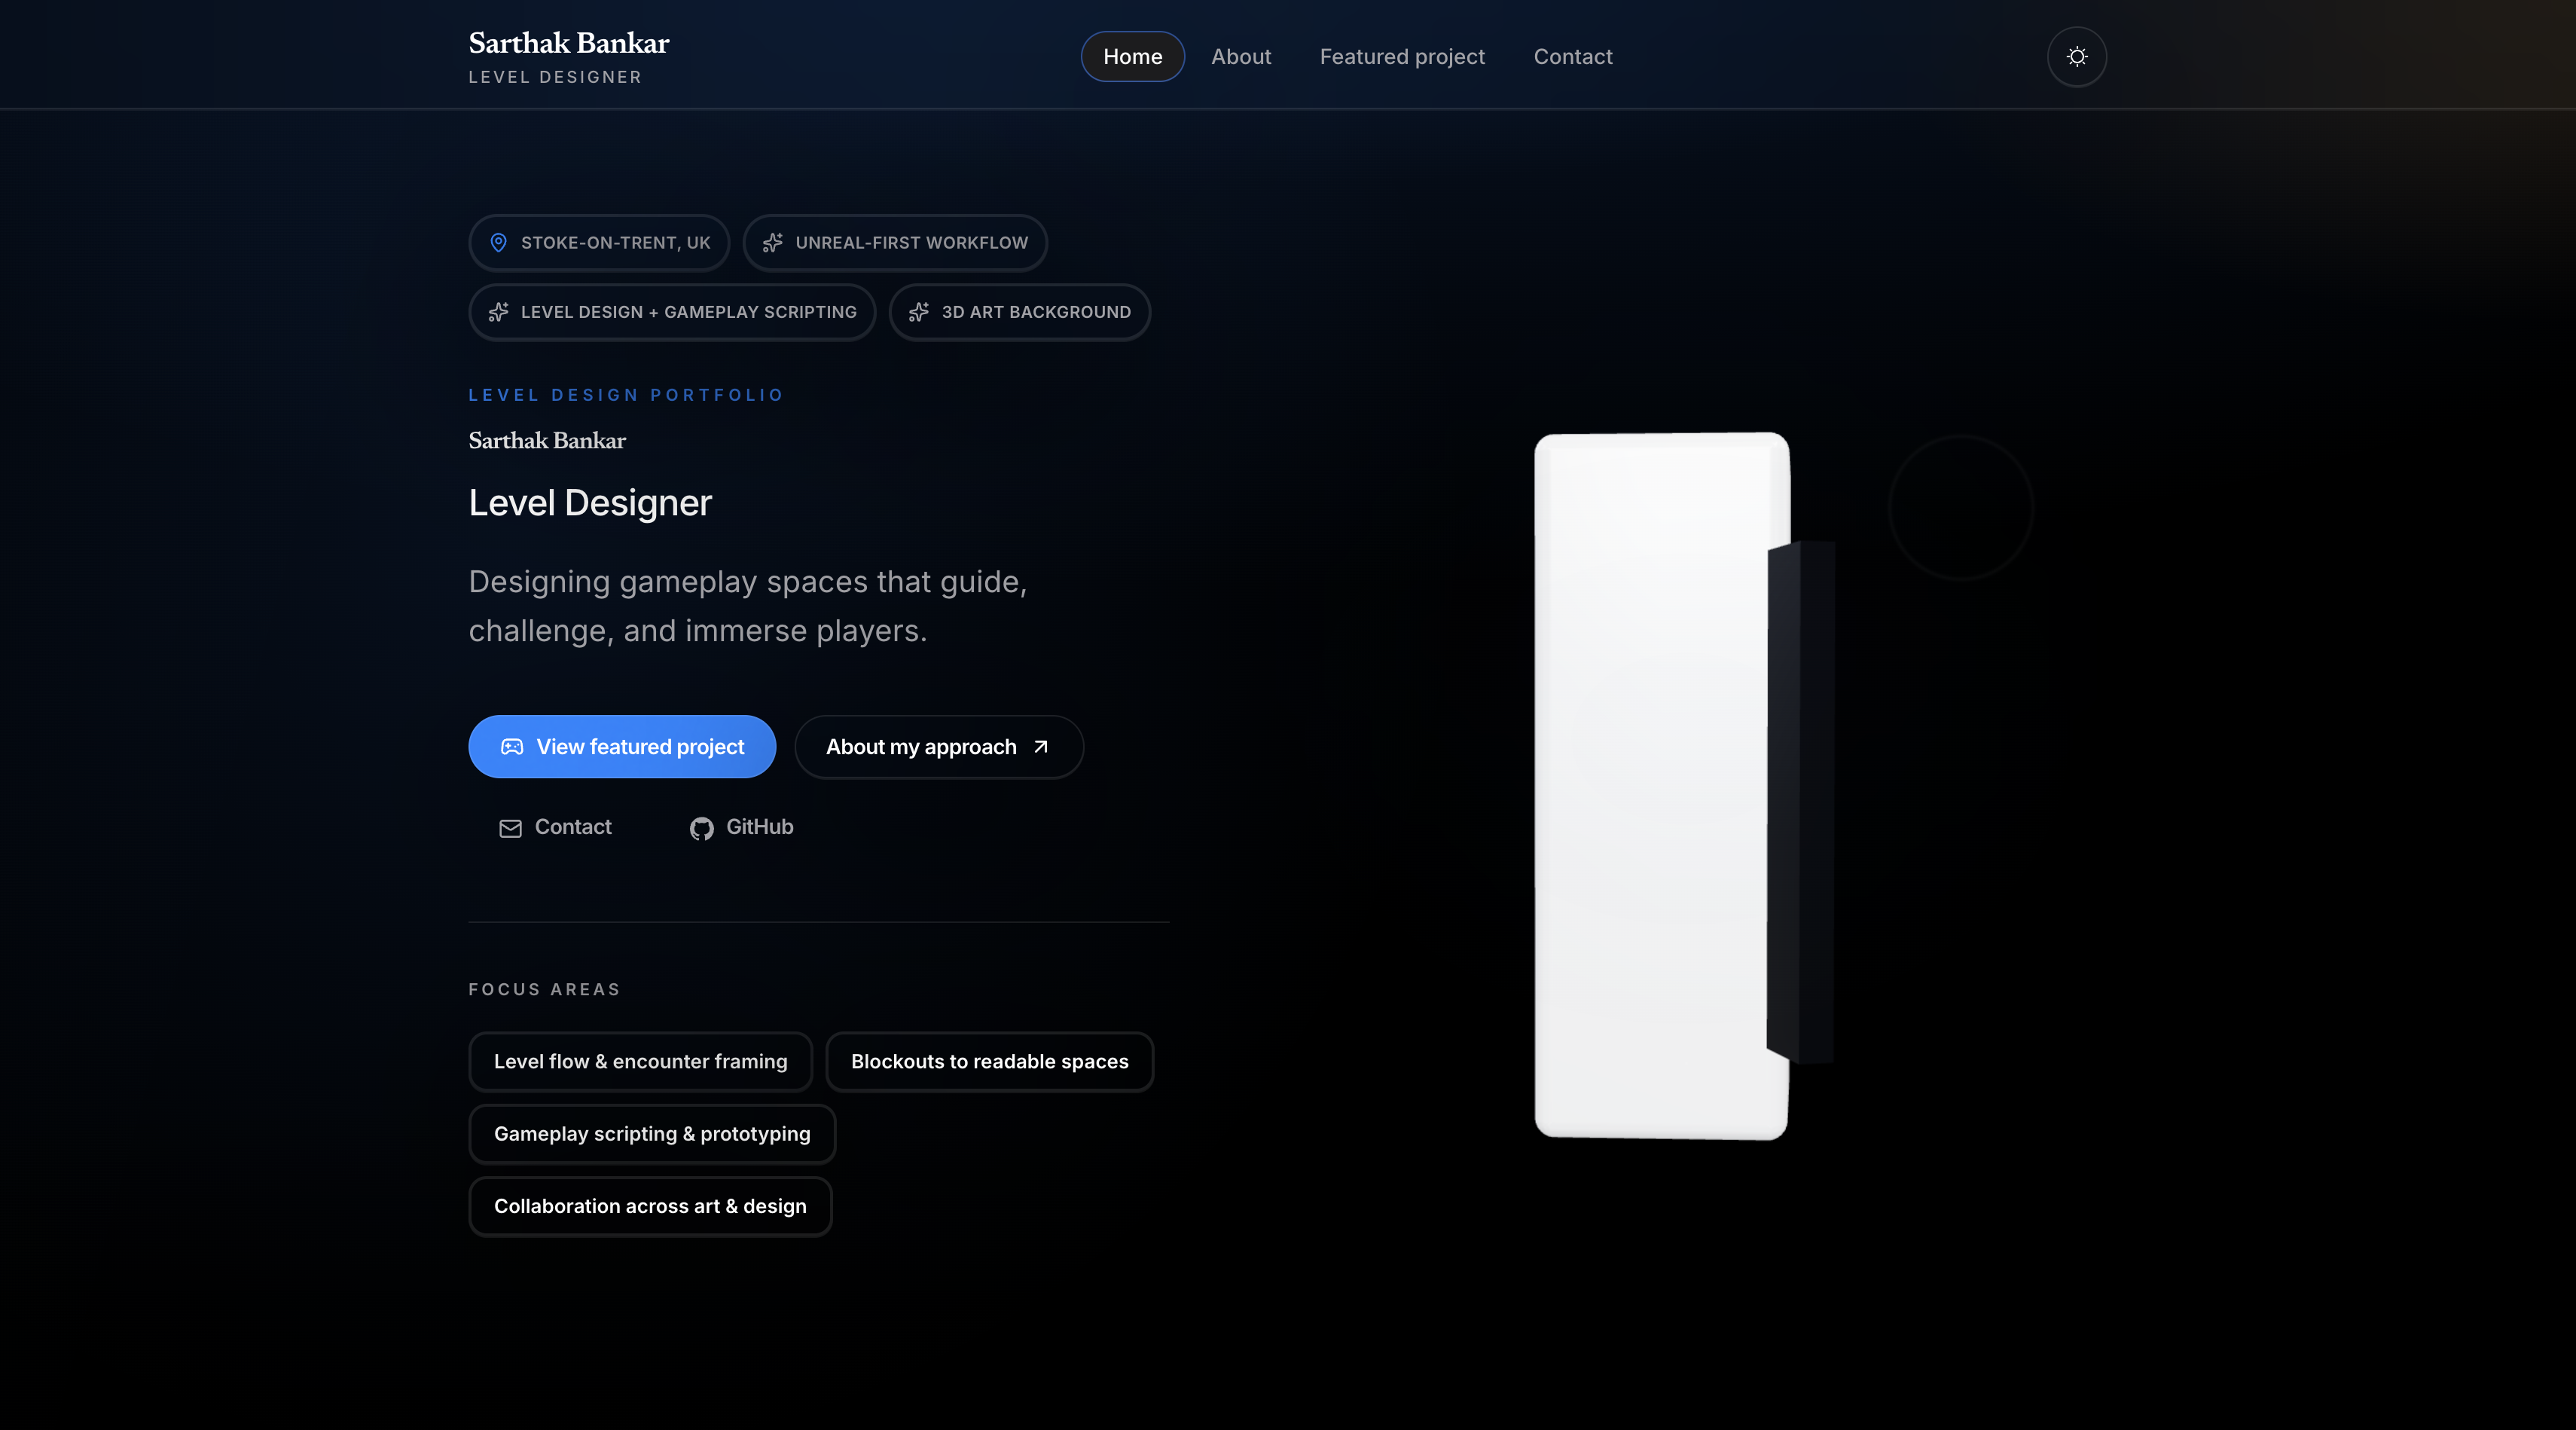 Sarthak Bankar
LEVEL DESIGNER
Home
About
Featured project
Contact
STOKE-ON-TRENT, UK
UNREAL-FIRST WORKFLOW
LEVEL DESIGN + GAMEPLAY SCRIPTING
3D ART BACKGROUND
LEVEL DESIGN PORTFOLIO
Sarthak Bankar
Level Designer
Designing gameplay spaces that guide,
challenge, and immerse players.
View featured project
About my approach
Contact
GitHub
FOCUS AREAS
Level flow & encounter framing
Blockouts to readable spaces
Gameplay scripting & prototyping
Collaboration across art & design